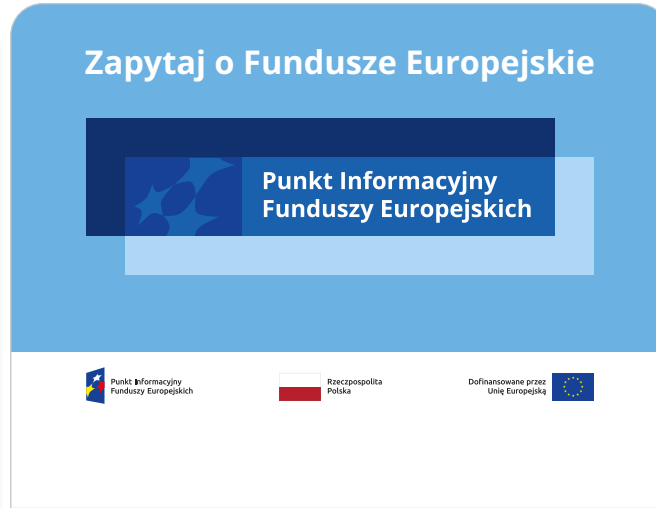 Zapytaj o Fundusze Europejskie
Punkt Informacyjny
Funduszy Europejskich
Punkt Informacyjny
Funduszy Europejskich
Rzeczpospolita
Polska
Dofinansowane przez
Unię Europejską